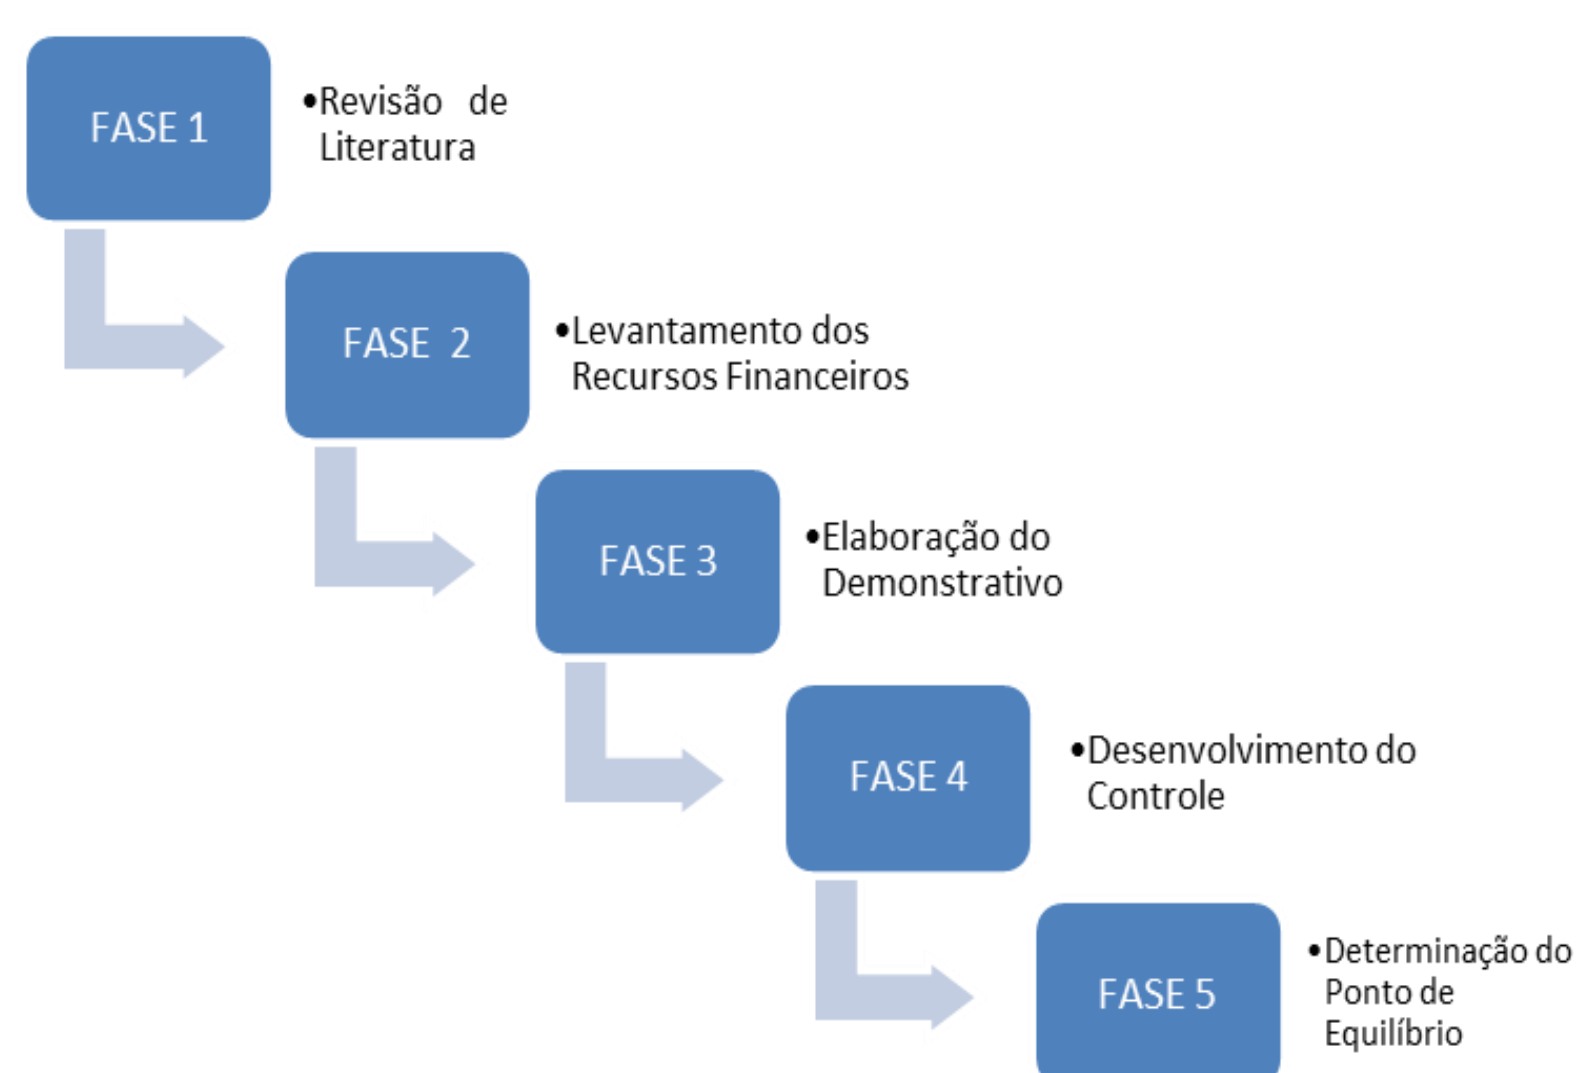 FASE 1
•Revisão de
Literatura
FASE 2
•Levantamento dos
Recursos Financeiros
FASE 3
•Elaboração do
Demonstrativo
FASE 4
•Desenvolvimento do
Controle
FASE 5
•Determinação do
Ponto de
Equilíbrio